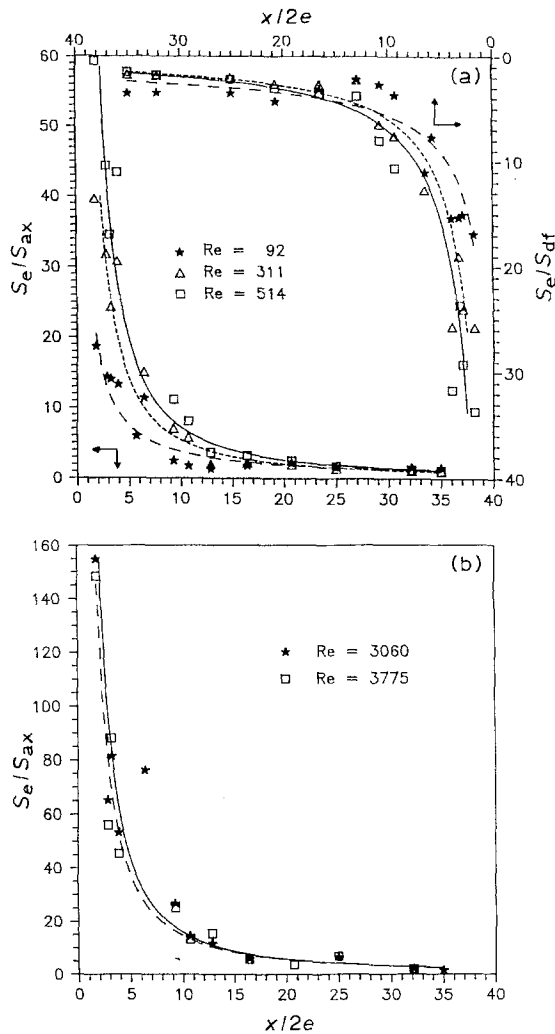 x/2e
40 30 20 10 0
(a)
60
50
40
30
20
10
0
Se/Sax
★ Re = 92
△ Re = 311
□ Re = 514
0
10
20
30
40
Se/Sdf
0 5 10 15 20 25 30 35 40
(b)
160
140
120
100
80
60
40
20
0
Se/Sax
★ Re = 3060
□ Re = 3775
0 5 10 15 20 25 30 35 40
x/2e